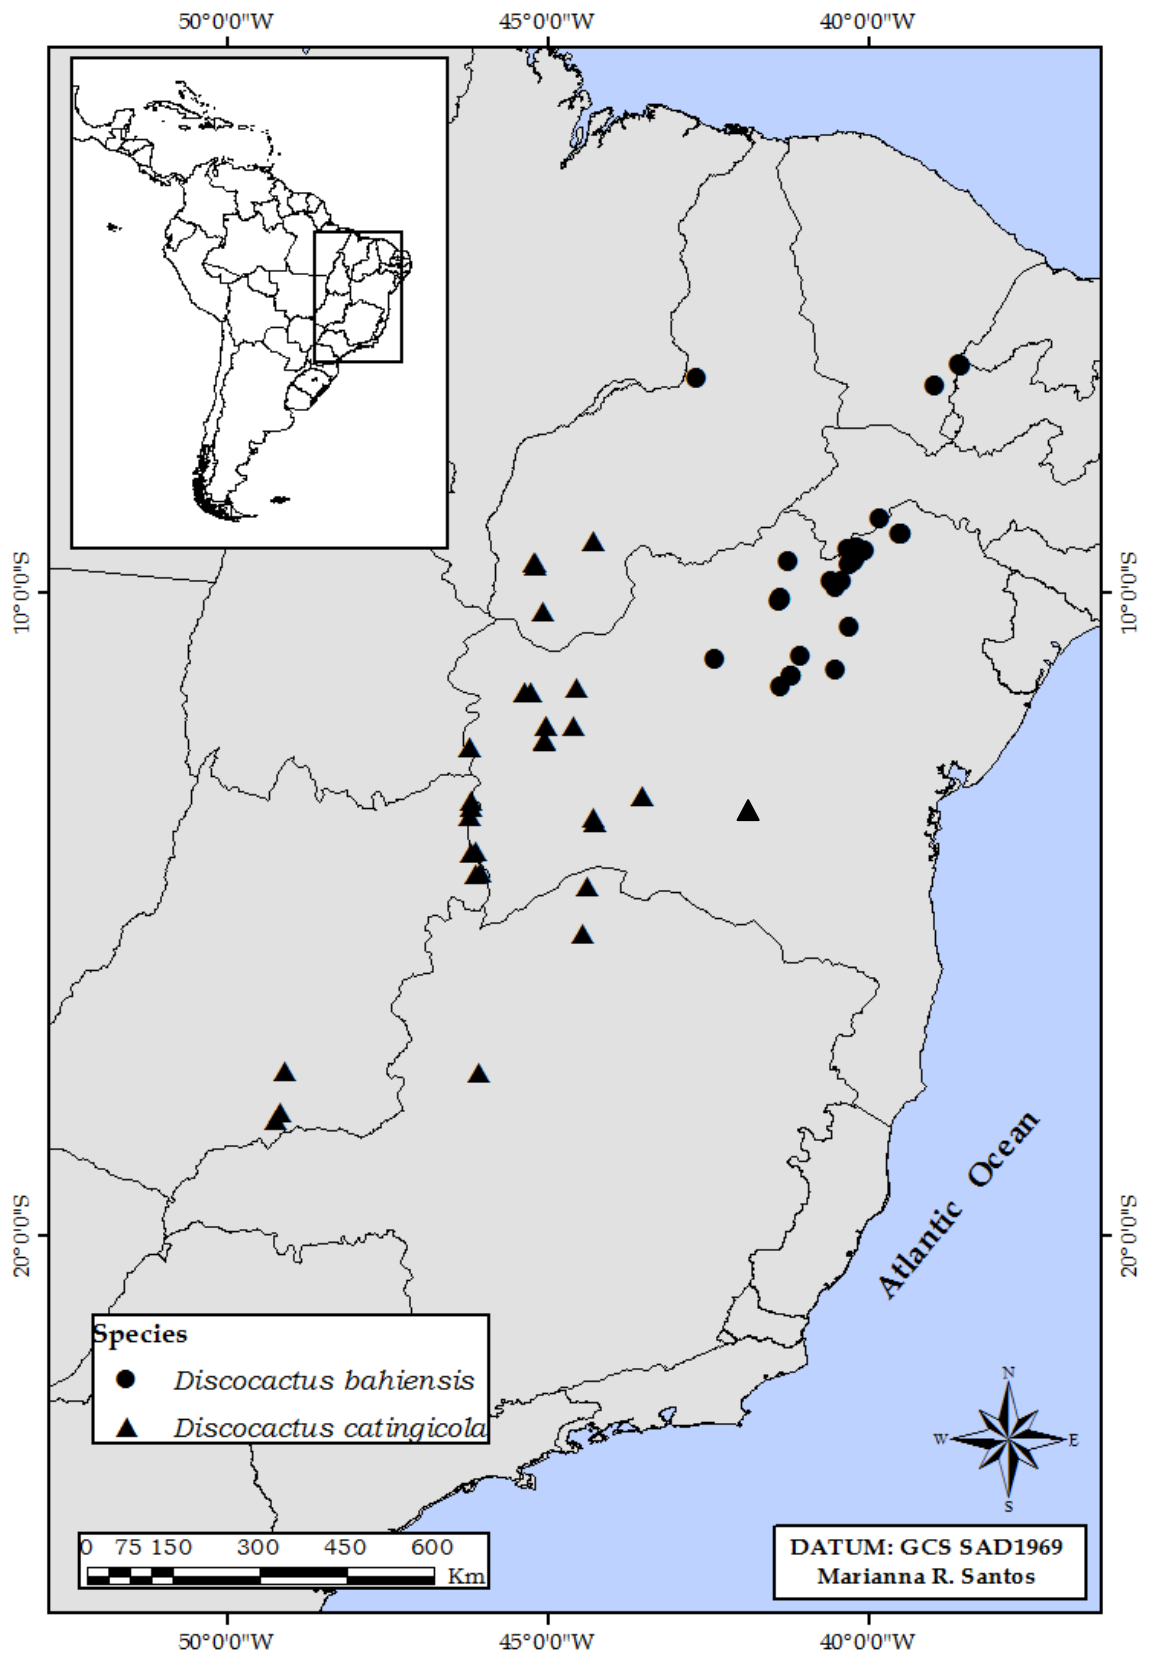 50°0'0"W 45°0'0"W 40°0'0"W
10°0'0"S 10°0'0"S
20°0'0"S 20°0'0"S
Atlantic Ocean
Species
Discocactus bahiensis
Discocactus catingicola
N
W E
S
0 75 150 300 450 600
Km
DATUM: GCS SAD1969
Marianna R. Santos
50°0'0"W 45°0'0"W 40°0'0"W